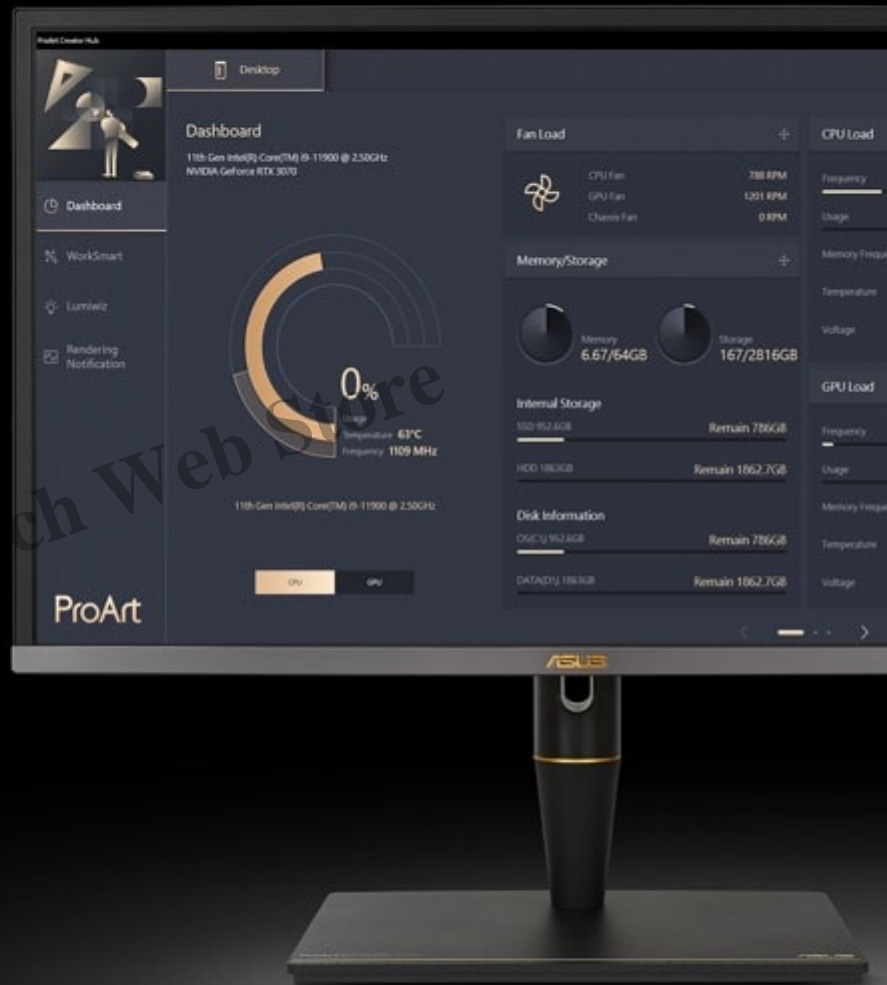 ProArt Creator Hub
Desktop
Dashboard
11th Gen Intel(R) Core(TM) i9-11900 @ 2.50GHz
NVIDIA GeForce RTX 3070
Dashboard
WorkSmart
Lumiwiz
Rendering
Notification
ProArt
0%
Usage
Temperature 63°C
Frequency 1109 MHz
11th Gen Intel(R) Core(TM) i9-11900 @ 2.50GHz
CPU GPU
Fan Load
CPU Fan 788 RPM
GPU Fan 1201 RPM
Chassis Fan 0 RPM
Memory/Storage
Memory
6.67/64GB
Storage
167/2816GB
Internal Storage
SSD 952.6GB Remain 786GB
HDD 1863GB Remain 1862.7GB
Disk Information
OS(C:\) 952.6GB Remain 786GB
DATA(D:\) 1863GB Remain 1862.7GB
CPU Load
Frequency
Usage
Memory Freque
Temperature
Voltage
GPU Load
Frequency
Usage
Memory Freque
Temperature
Voltage
ch Web Store
ASUS